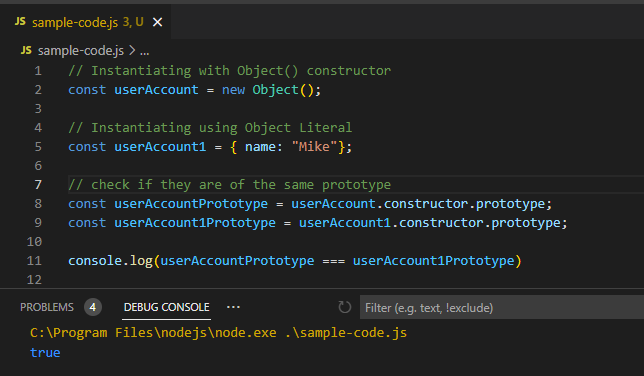 JS sample-code.js 3, U ×
JS sample-code.js > ...
1 // Instantiating with Object() constructor
2 const userAccount = new Object();
3
4 // Instantiating using Object Literal
5 const userAccount1 = { name: "Mike"};
6
7 // check if they are of the same prototype
8 const userAccountPrototype = userAccount.constructor.prototype;
9 const userAccount1Prototype = userAccount1.constructor.prototype;
10
11 console.log(userAccountPrototype === userAccount1Prototype)
12
PROBLEMS 4 DEBUG CONSOLE ... Filter (e.g. text, !exclude)
C:\Program Files\nodejs\node.exe .\sample-code.js
true